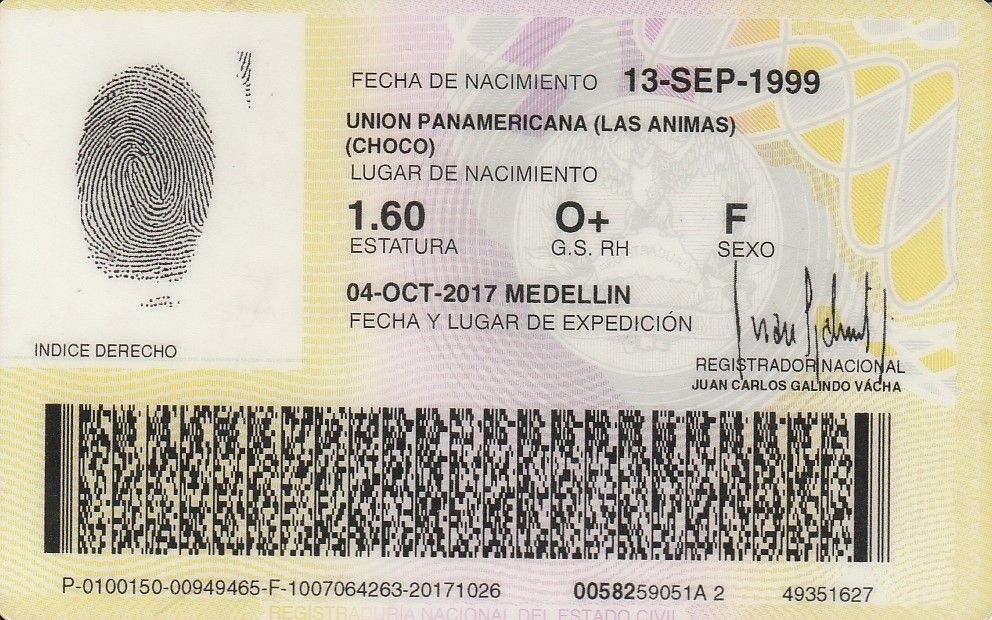 FECHA DE NACIMIENTO 13-SEP-1999
UNION PANAMERICANA (LAS ANIMAS)
(CHOCO)
LUGAR DE NACIMIENTO
1.60 O+ F
ESTATURA G.S. RH SEXO
04-OCT-2017 MEDELLIN
FECHA Y LUGAR DE EXPEDICIÓN
INDICE DERECHO
REGISTRADOR NACIONAL
JUAN CARLOS GALINDO VÁCHA
P-0100150-00949465-F-1007064263-20171026 0058259051A 2 49351627
REGISTRADURIA NACIONAL DEL ESTADO CIVIL